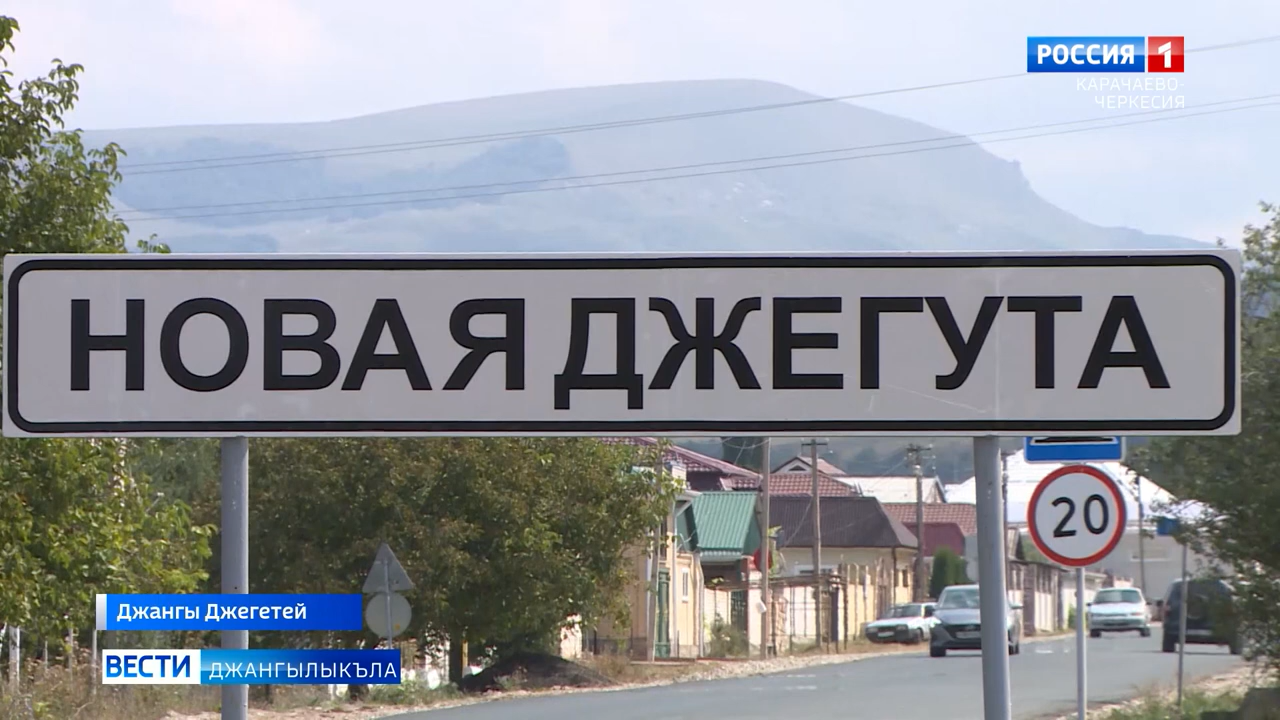 РОССИЯ 1
КАРАЧАЕВО-
ЧЕРКЕСИЯ
НОВАЯ ДЖЕГУТА
20
Джангы Джегетей
ВЕСТИ ДЖАНГЫЛЫКЪЛА